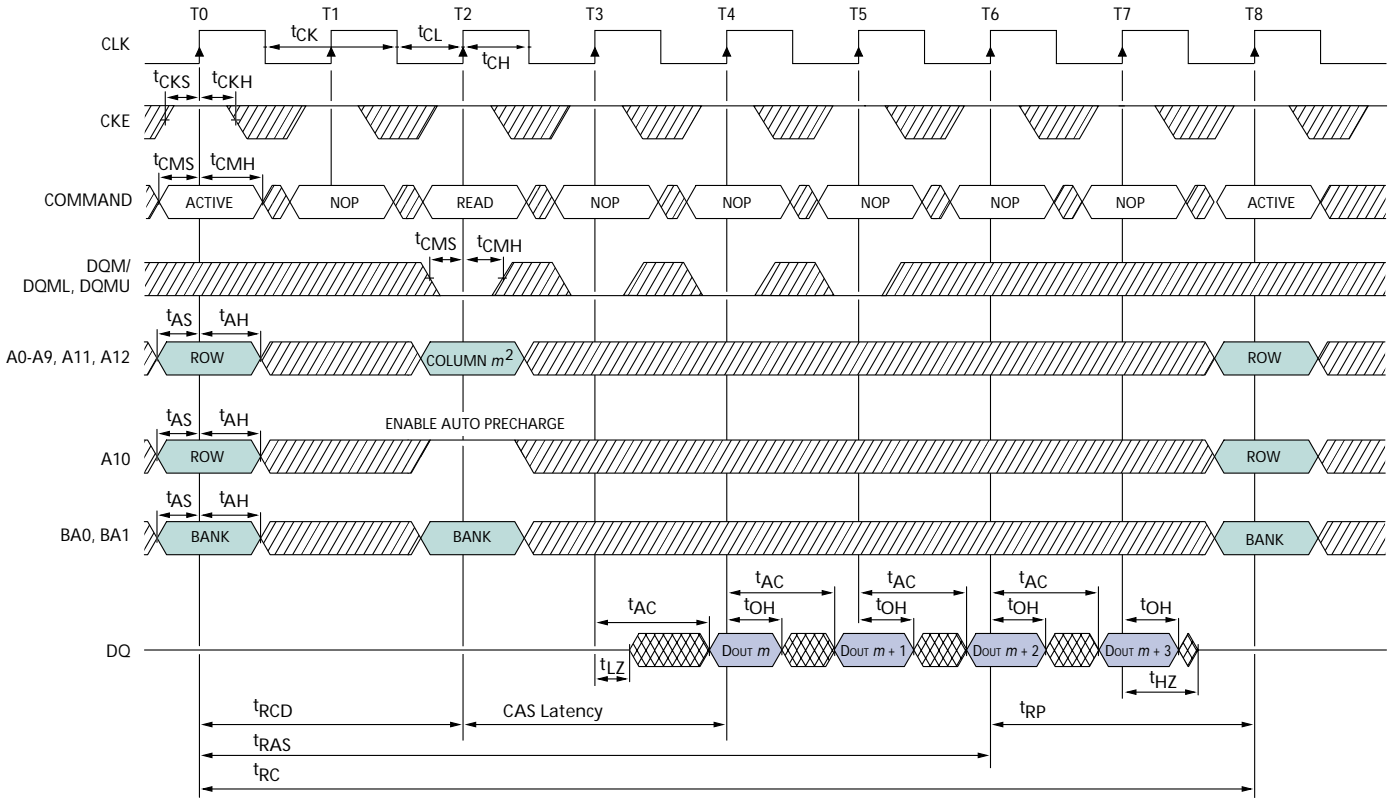 T0 T1 T2 T3 T4 T5 T6 T7 T8
CLK
tCK tCL
tCH
tCKS tCKH
CKE
tCMS tCMH
COMMAND ACTIVE NOP READ NOP NOP NOP NOP NOP ACTIVE
tCMS tCMH
DQM/
DQML, DQMU
tAS tAH
A0-A9, A11, A12 ROW COLUMN m2 ROW
ENABLE AUTO PRECHARGE
tAS tAH
A10 ROW ROW
tAS tAH
BA0, BA1 BANK BANK BANK
tAC tAC tAC tAC
tOH tOH tOH tOH
DQ DOUT m DOUT m + 1 DOUT m + 2 DOUT m + 3
tLZ tHZ
tRCD CAS Latency tRP
tRAS
tRC